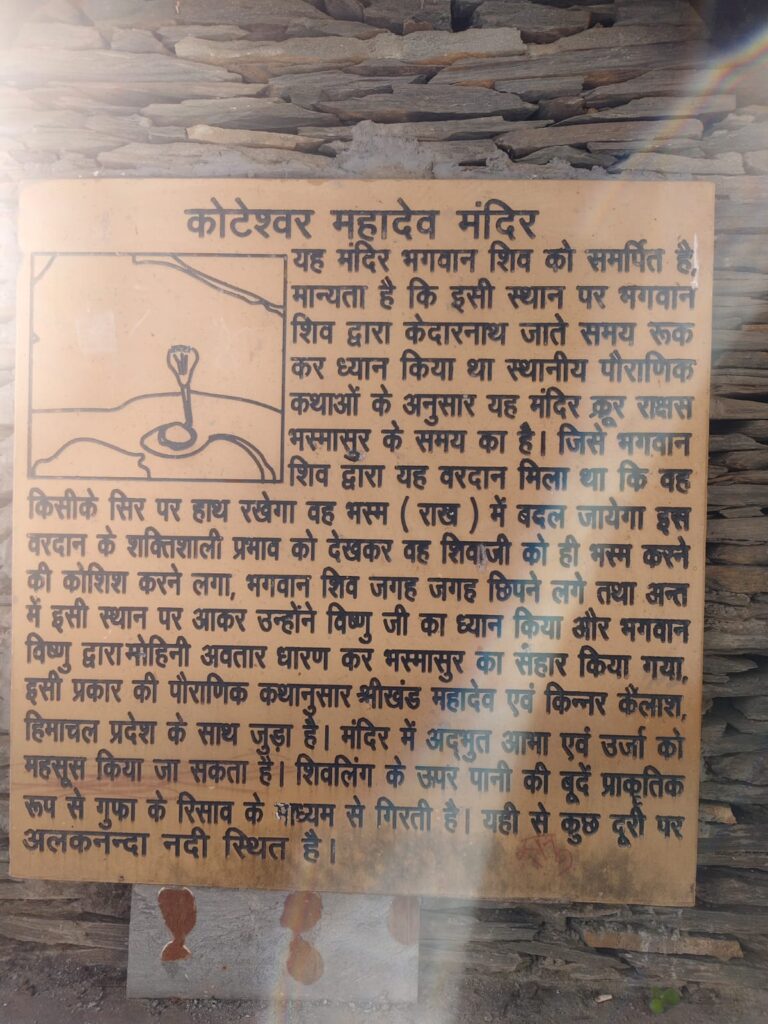 कोटेश्वर महादेव मंदिर
यह मंदिर भगवान शिव को समर्पित है,
मान्यता है कि इसी स्थान पर भगवान
शिव द्वारा केदारनाथ जाते समय रूक
कर ध्यान किया था स्थानीय पौराणिक
कथाओं के अनुसार यह मंदिर क्रूर राक्षस
भस्मासुर के समय का है। जिसे भगवान
शिव द्वारा यह वरदान मिला था कि वह
किसीके सिर पर हाथ रखेगा वह भस्म ( राख ) में बदल जायेगा इस
वरदान के शक्तिशाली प्रभाव को देखकर वह शिवजी को ही भस्म करने
की कोशिश करने लगा, भगवान शिव जगह जगह छिपने लगे तथा अन्त
में इसी स्थान पर आकर उन्होंने विष्णु जी का ध्यान किया और भगवान
विष्णु द्वारा मोहिनी अवतार धारण कर भस्मासुर का संहार किया गया,
इसी प्रकार की पौराणिक कथानुसार श्रीखंड महादेव एवं किन्नर कैलाश,
हिमाचल प्रदेश के साथ जुड़ा है। मंदिर में अद्भुत आभा एवं उर्जा को
महसूस किया जा सकता है। शिवलिंग के ऊपर पानी की बूदें प्राकृतिक
रूप से गुफा के रिसाव के माध्यम से गिरती है। यही से कुछ दूरी पर
अलकनन्दा नदी स्थित है।